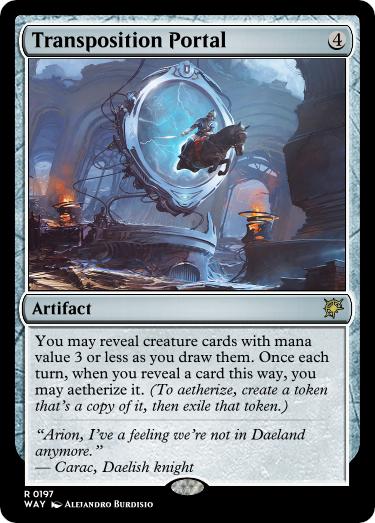 Transposition Portal 4
Artifact
You may reveal creature cards with mana
value 3 or less as you draw them. Once each
turn, when you reveal a card this way, you
may aetherize it. (To aetherize, create a token
that's a copy of it, then exile that token.)
“Arion, I've a feeling we're not in Daeland
anymore.”
— Carac, Daelish knight
R 0197
WAY Alejandro Burdisio